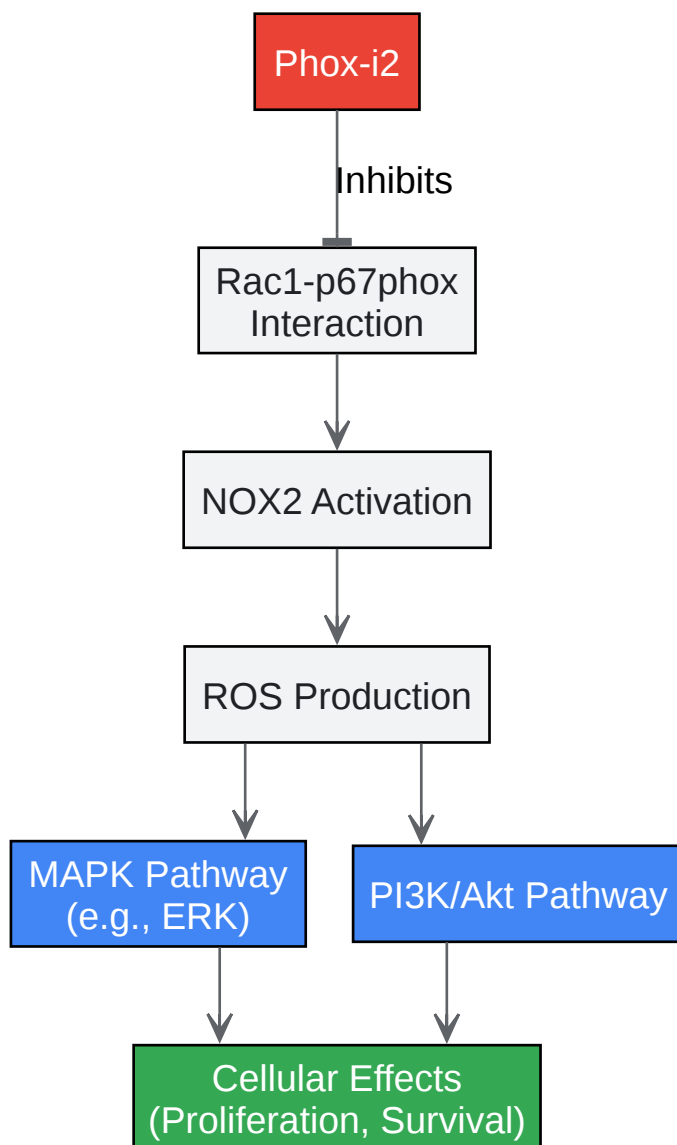 Phox-i2
Inhibits
Rac1-p67phox
Interaction
NOX2 Activation
ROS Production
MAPK Pathway
(e.g., ERK)
PI3K/Akt Pathway
Cellular Effects
(Proliferation, Survival)